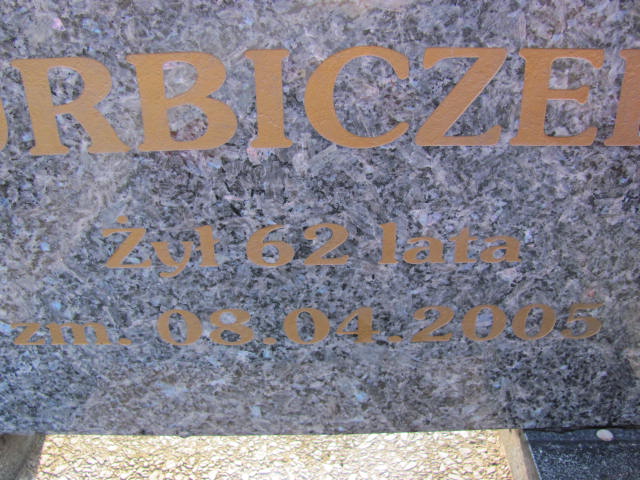 RBICZE
Żył 62 lata
zm. 08.04.2005